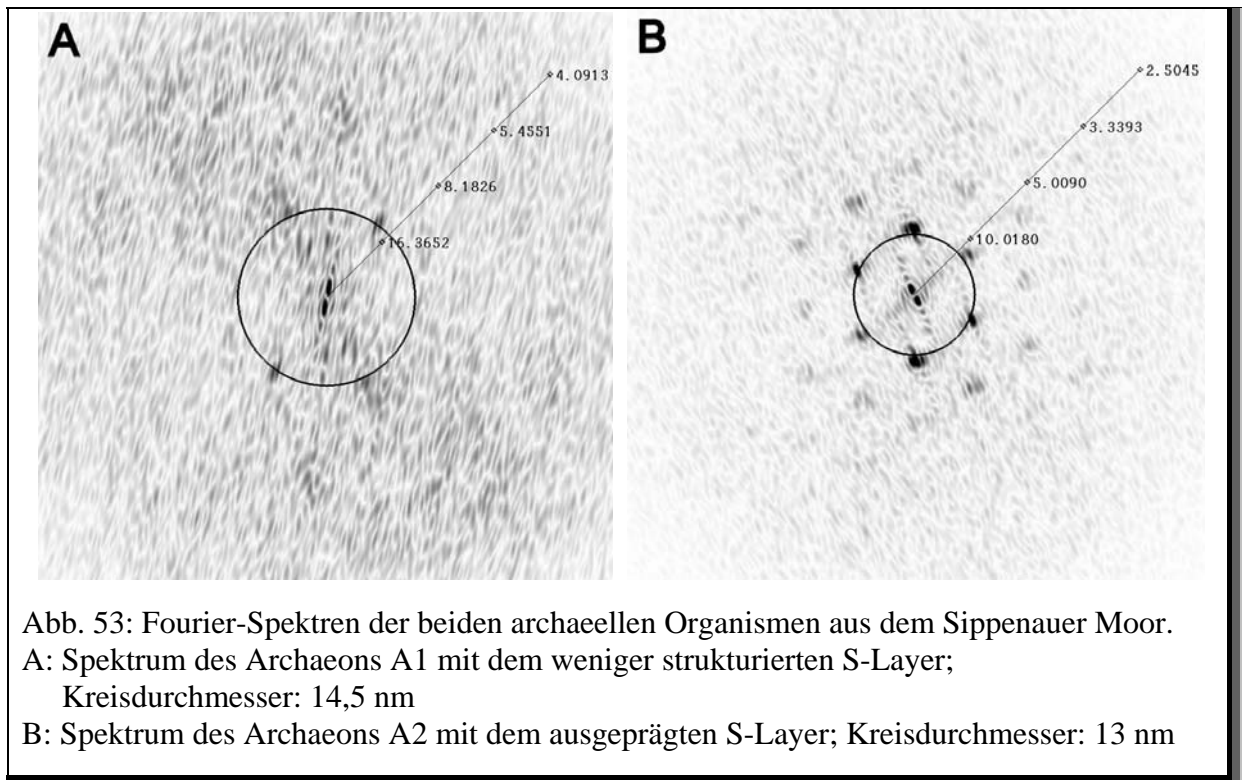 A
B
4.0913
5.4551
8.1826
16.3652
2.5045
3.3393
5.0090
10.0180
Abb. 53: Fourier-Spektren der beiden archaeellen Organismen aus dem Sippenauer Moor.
A: Spektrum des Archaeons A1 mit dem weniger strukturierten S-Layer;
Kreisdurchmesser: 14,5 nm
B: Spektrum des Archaeons A2 mit dem ausgeprägten S-Layer; Kreisdurchmesser: 13 nm